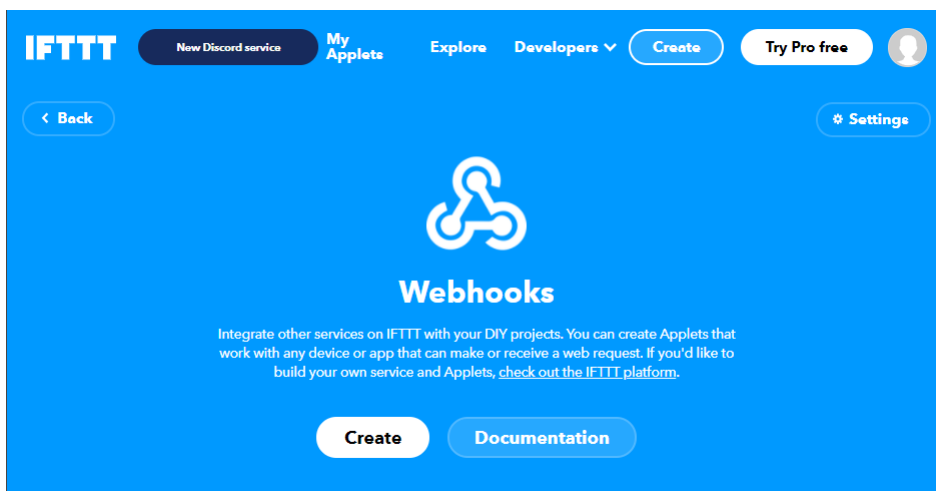 IFTTT
New Discord service
My
Applets
Explore
Developers
Create
Try Pro free
Back
Settings
Webhooks
Integrate other services on IFTTT with your DIY projects. You can create Applets that
work with any device or app that can make or receive a web request. If you'd like to
build your own service and Applets, check out the IFTTT platform.
Create
Documentation